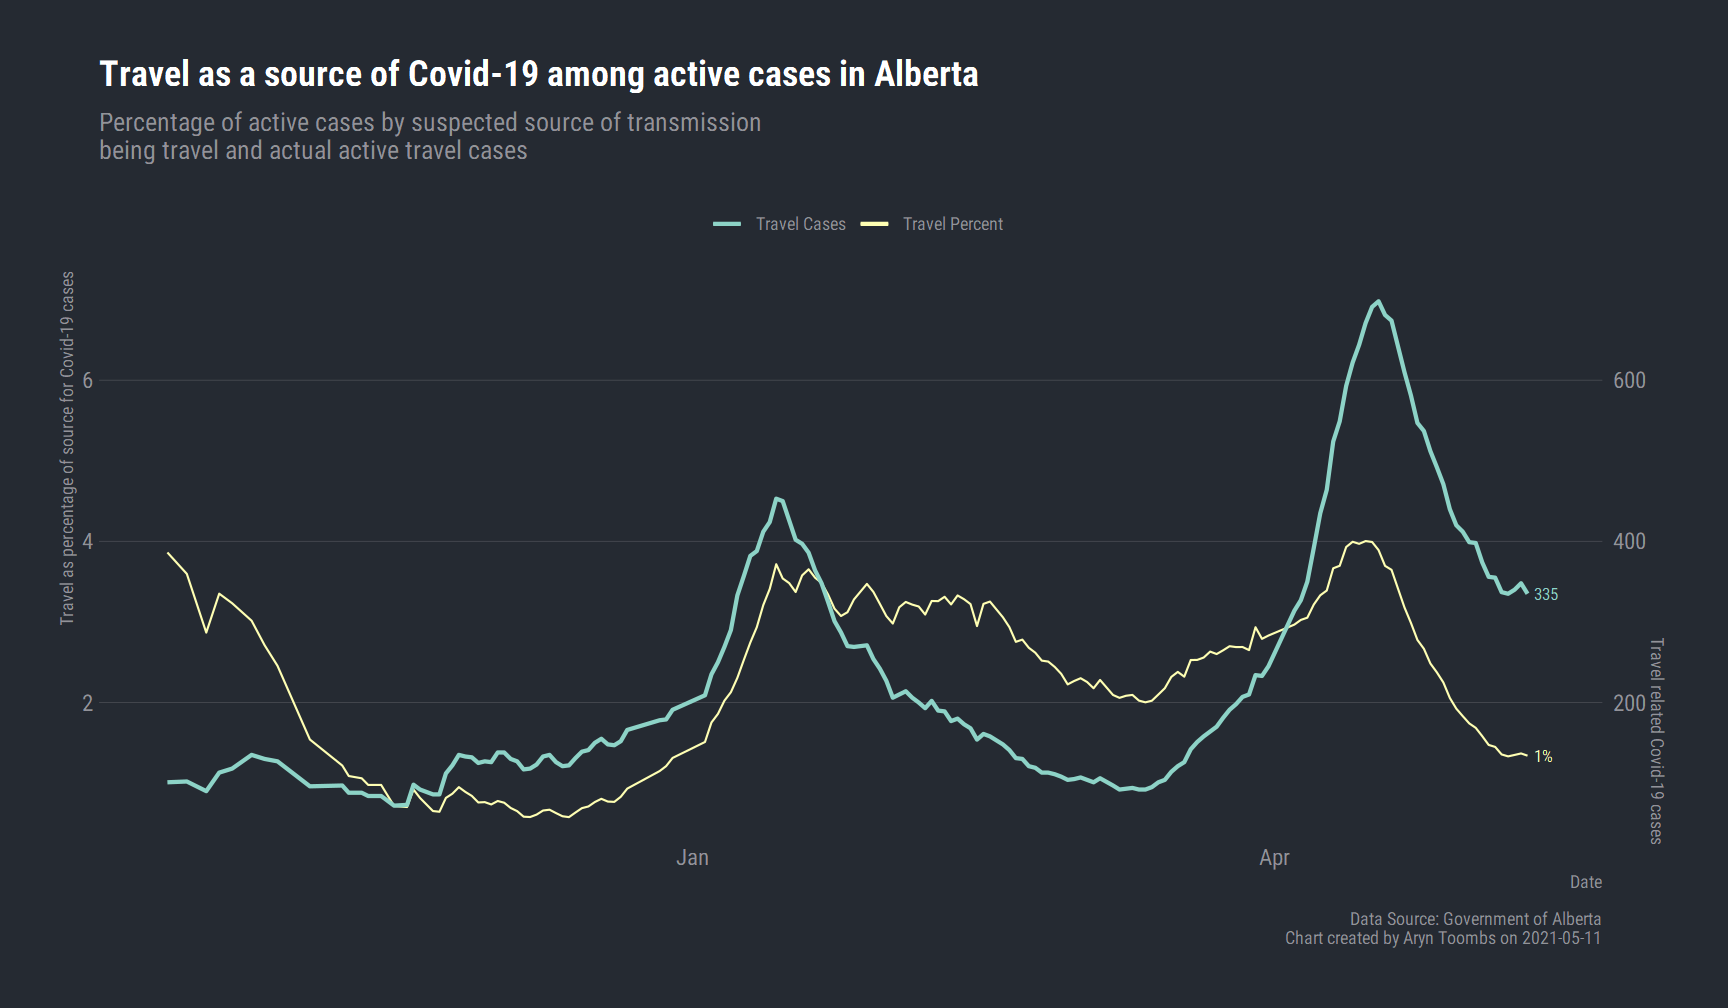 Travel as a source of Covid-19 among active cases in Alberta
Percentage of active cases by suspected source of transmission
being travel and actual active travel cases
Travel Cases
Travel Percent
Travel as percentage of source for Covid-19 cases
6
4
2
600
400
200
Travel related Covid-19 cases
335
1%
Jan
Apr
Date
Data Source: Government of Alberta
Chart created by Aryn Toombs on 2021-05-11